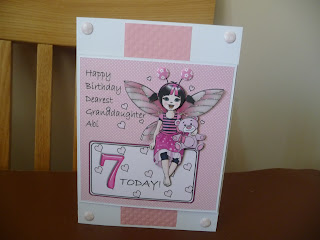 Happy
Birthday
Dearest
Granddaughter
Abi
7 TODAY!